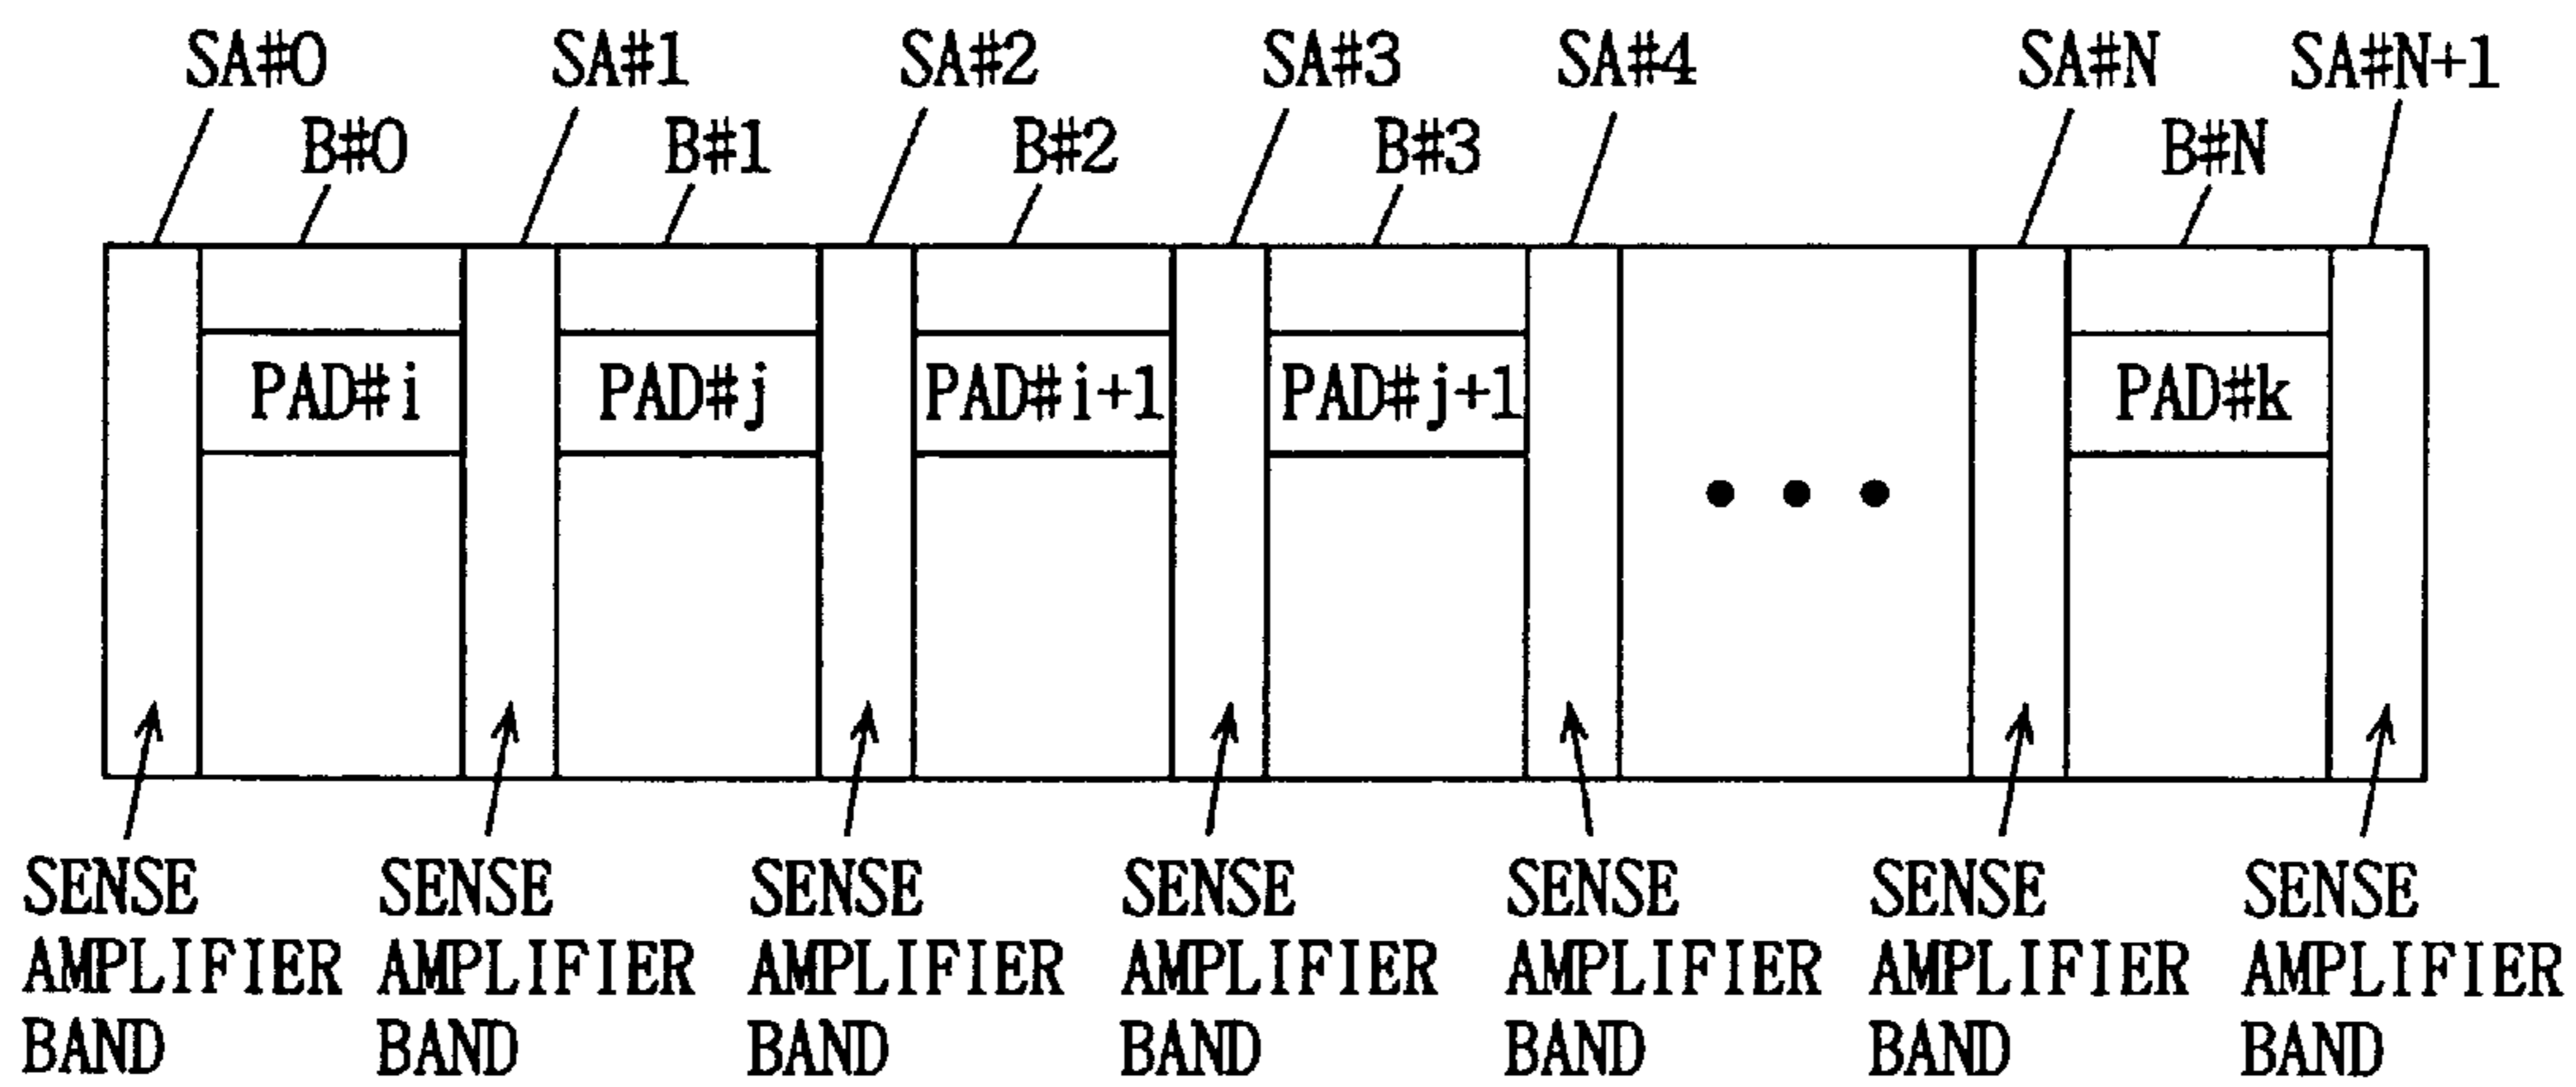 SA#0 SA#1 SA#2 SA#3 SA#4 SA#N SA#N+1
B#0 B#1 B#2 B#3 B#N
PAD#i PAD#j PAD#i+1 PAD#j+1 PAD#k
SENSE SENSE SENSE SENSE SENSE SENSE SENSE
AMPLIFIER AMPLIFIER AMPLIFIER AMPLIFIER AMPLIFIER AMPLIFIER AMPLIFIER
BAND BAND BAND BAND BAND BAND BAND